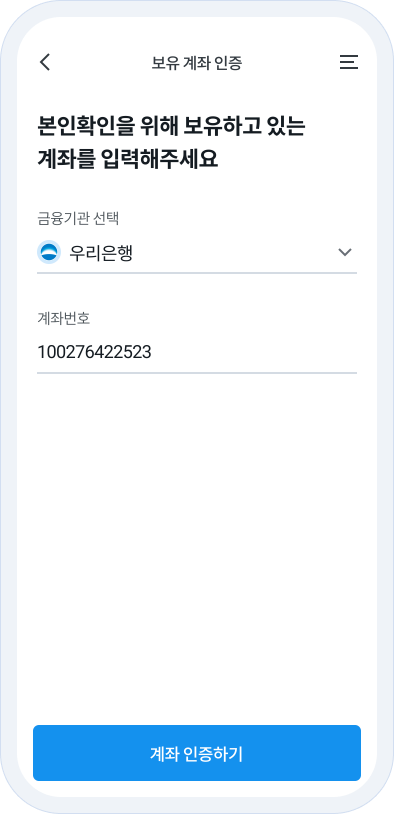 보유 계좌 인증
본인확인을 위해 보유하고 있는
계좌를 입력해주세요
금융기관 선택
우리은행
계좌번호
100276422523
계좌 인증하기